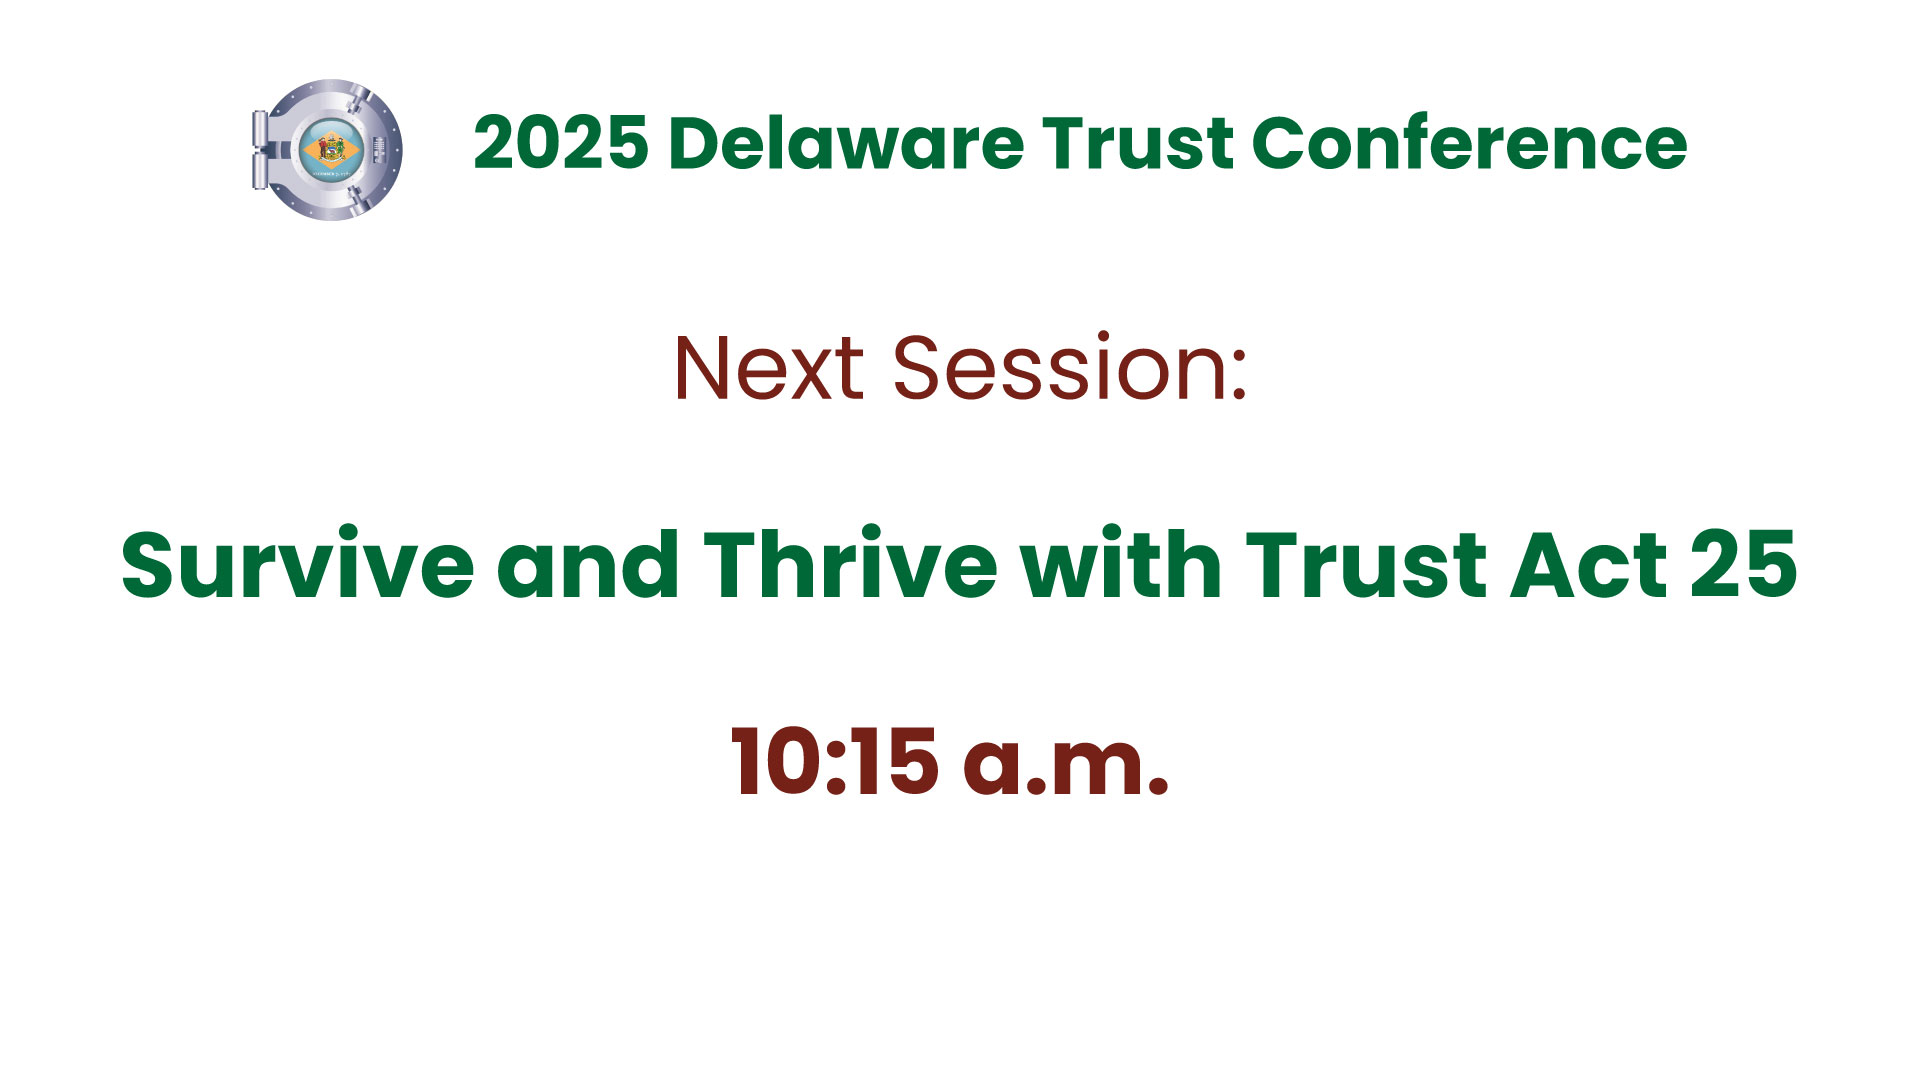 2025 Delaware Trust Conference
Next Session:
Survive and Thrive with Trust Act 25
10:15 a.m.